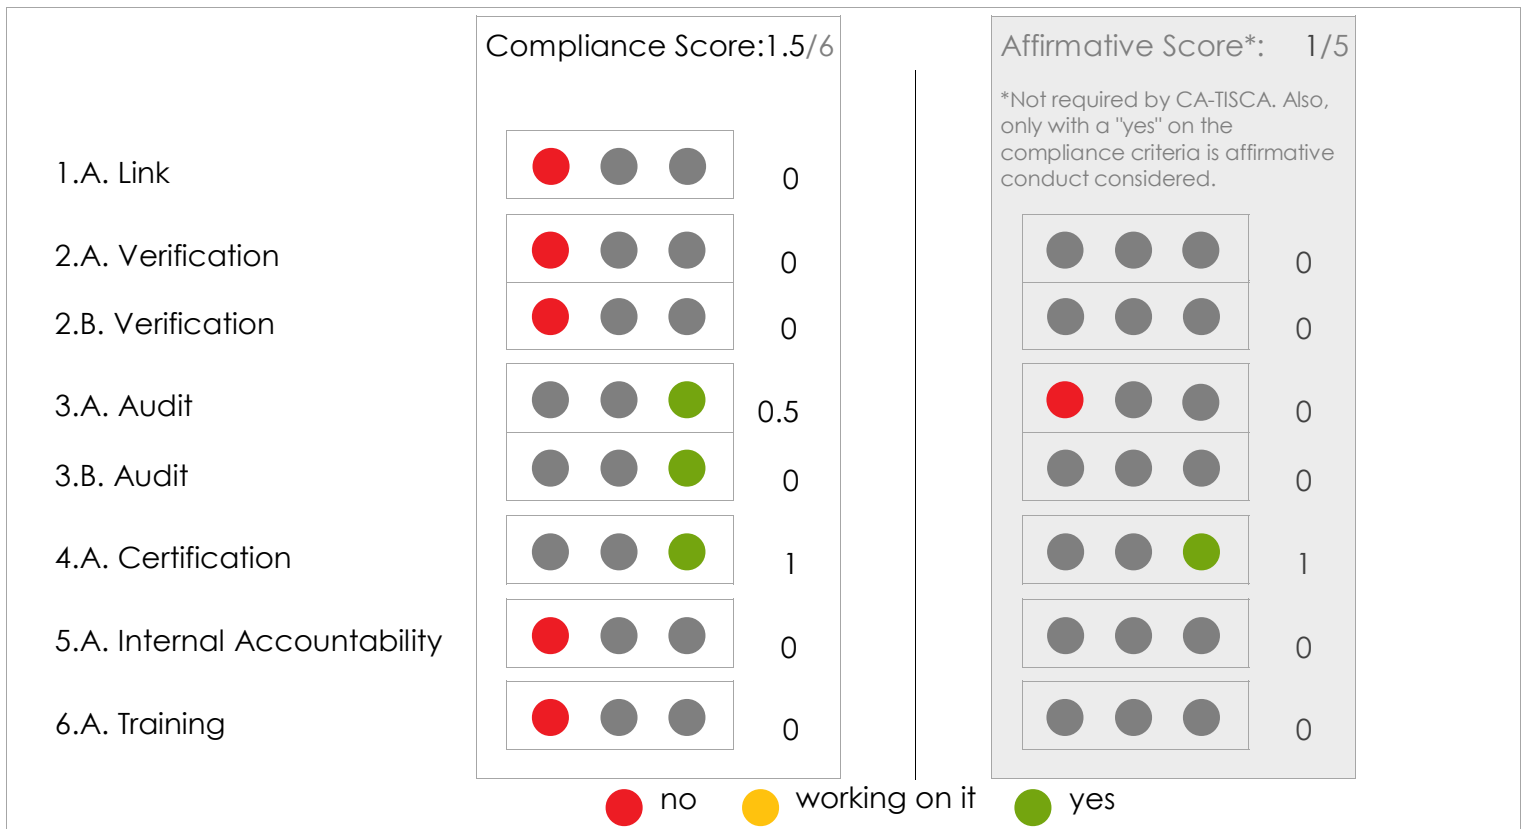 Compliance Score:1.5/6
Affirmative Score*: 1/5
*Not required by CA-TISCA. Also,
only with a "yes" on the
compliance criteria is affirmative
conduct considered.
1.A. Link 0
2.A. Verification 0 0
2.B. Verification 0 0
3.A. Audit 0.5 0
3.B. Audit 0 0
4.A. Certification 1 1
5.A. Internal Accountability 0 0
6.A. Training 0 0
no working on it yes